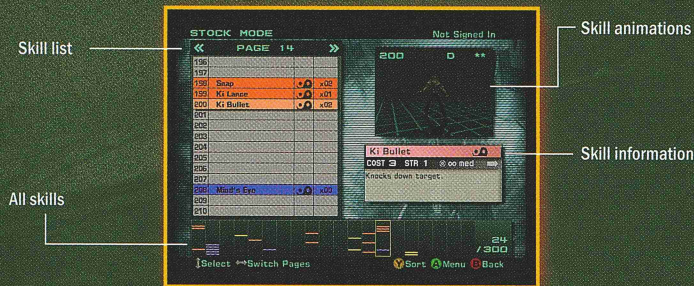 Skill list
All skills
Skill animations
Skill information
STOCK MODE
Not Signed In
« PAGE 14 »
196
197
198 Snap x02
199 Ki Lance x01
200 Ki Bullet x02
201
202
203
204
205
206
207
208 Mind's Eye
209
210
200 D **
Ki Bullet
COST 3 STR 1 ∞ med
Knocks down target.
24
/300
Select Switch Pages
Y Sort A Menu B Back